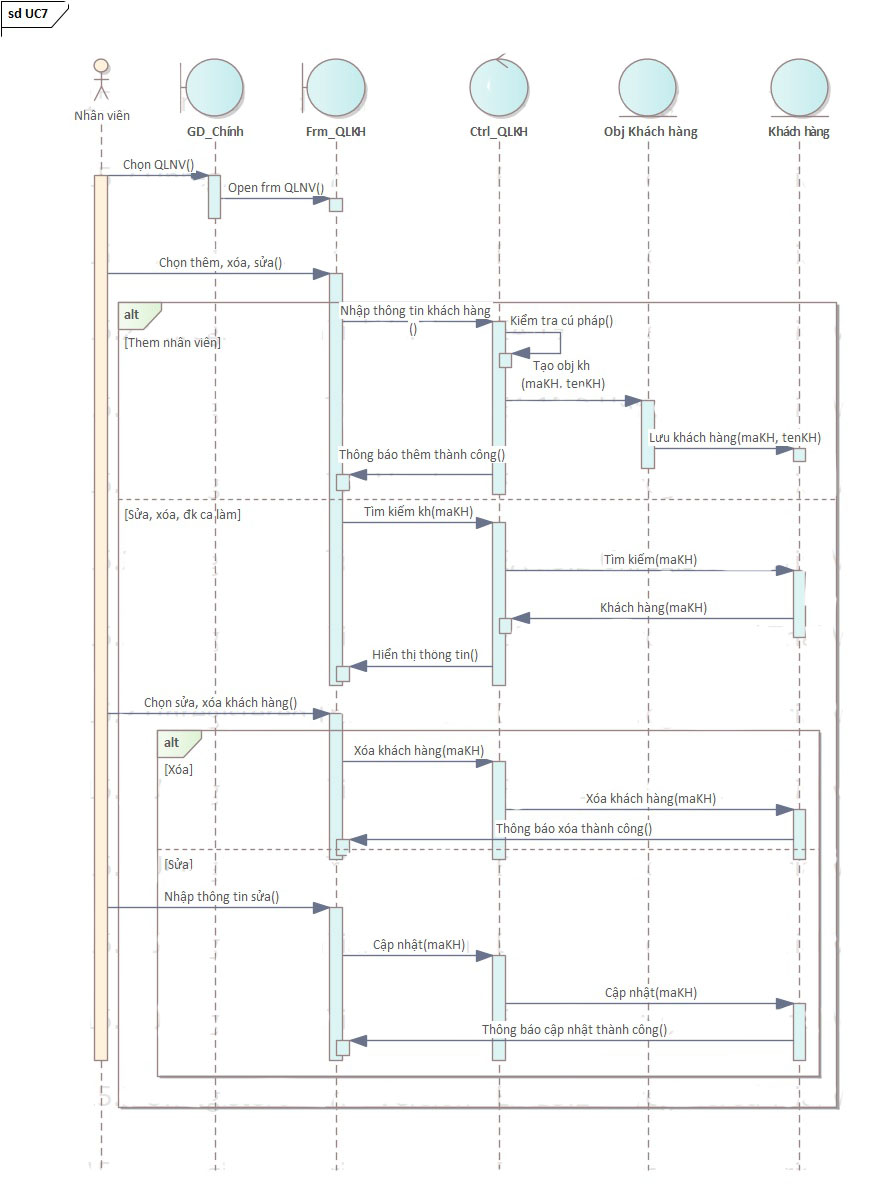 sd UC7
Nhân viên
GD_Chính
Frm_QLKH
Ctrl_QLKH
Obj Khách hàng
Khách hàng
Chọn QLNV()
Open frm QLNV()
Chọn thêm, xóa, sửa()
alt
Nhập thông tin khách hàng
()
Kiểm tra cú pháp()
[Them nhân viên]
Tạo obj kh
(maKH, tenKH)
Lưu khách hàng(maKH, tenKH)
Thông báo thêm thành công()
[Sửa, xóa, đk ca làm]
Tìm kiếm kh(maKH)
Tìm kiếm(maKH)
Khách hàng(maKH)
Hiển thị thông tin()
Chọn sửa, xóa khách hàng()
alt
Xóa khách hàng(maKH)
[Xóa]
Xóa khách hàng(maKH)
Thông báo xóa thành công()
[Sửa]
Nhập thông tin sửa()
Cập nhật(maKH)
Cập nhật(maKH)
Thông báo cập nhật thành công()